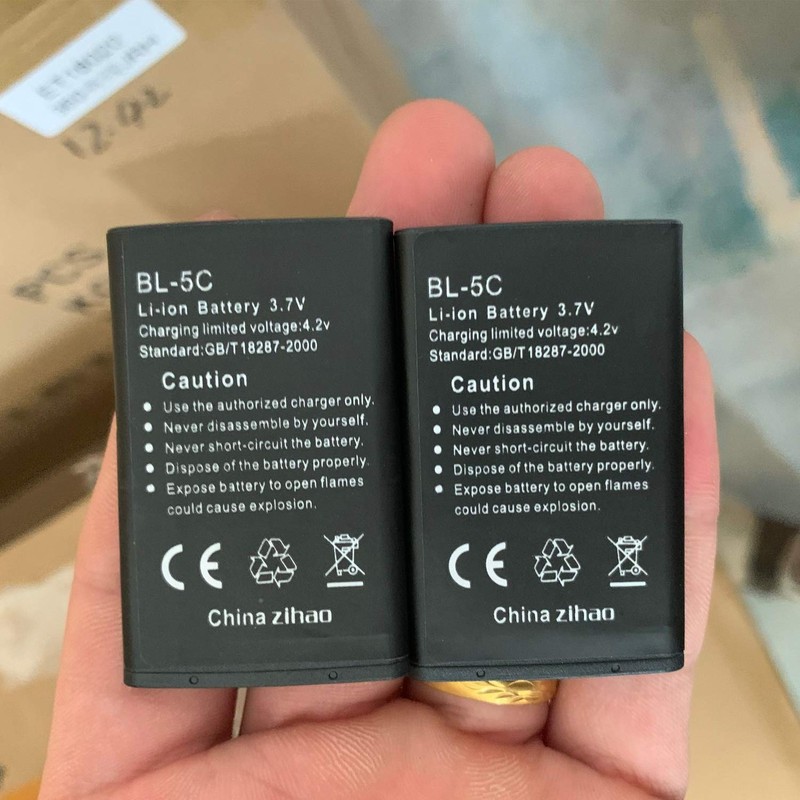 12.92
BL-5C
Li-ion Battery 3.7V
Charging limited voltage:4.2v
Standard:GB/T18287-2000
Caution
Use the authorized charger only.
Never disassemble by yourself.
Never short-circuit the battery.
Dispose of the battery properly.
Expose battery to open flames
could cause explosion.
CE
China zihao
BL-5C
Li-ion Battery 3.7V
Charging limited voltage:4.2v
Standard:GB/T18287-2000
Caution
Use the authorized charger only.
Never disassemble by yourself.
Never short-circuit the battery.
Dispose of the battery properly.
Expose battery to open flames
could cause explosion.
CE
China zihao